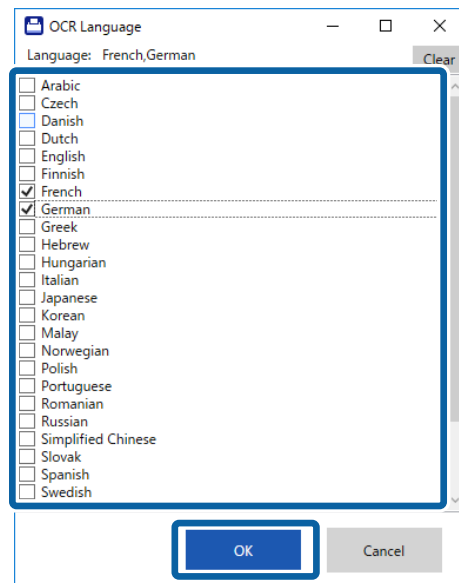 OCR Language
Language: French,German
Clear
Arabic
Czech
Danish
Dutch
English
Finnish
French
German
Greek
Hebrew
Hungarian
Italian
Japanese
Korean
Malay
Norwegian
Polish
Portuguese
Romanian
Russian
Simplified Chinese
Slovak
Spanish
Swedish
OK
Cancel